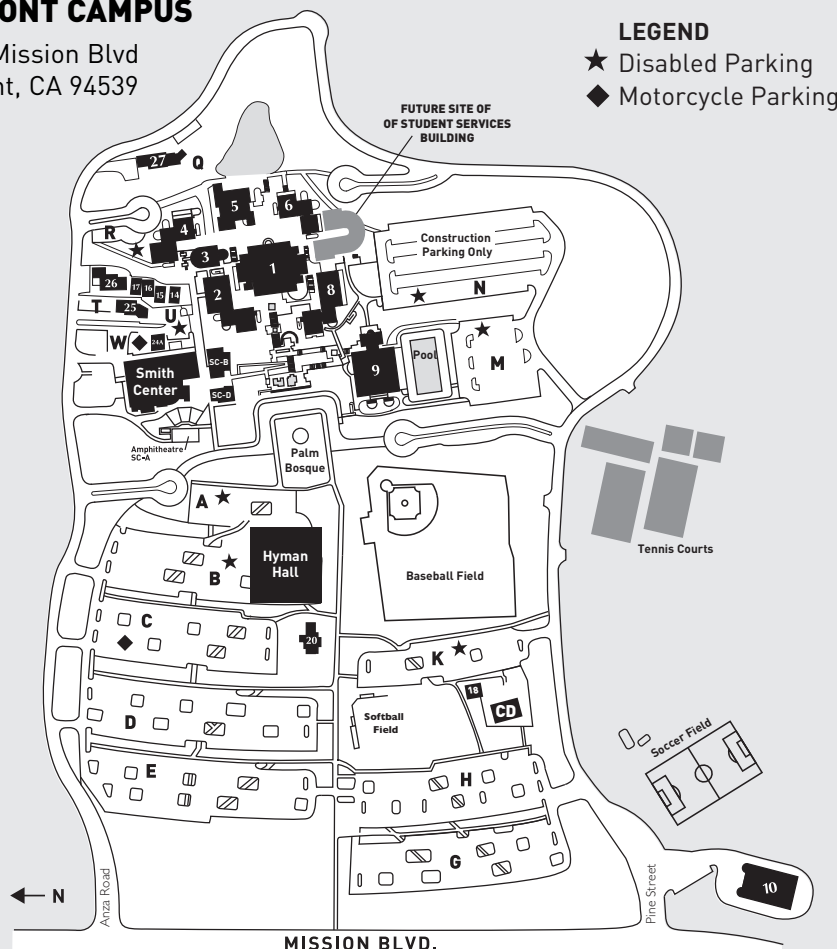 ONT CAMPUS
Mission Blvd
nt, CA 94539
LEGEND
Disabled Parking
Motorcycle Parking
FUTURE SITE OF
OF STUDENT SERVICES
BUILDING
27
Q
5
6
R
4
3
1
Construction
Parking Only
N
26
17
16
15
14
2
8
T
25
U
W
24A
SC-B
Smith
Center
9
Pool
M
SC-D
Amphitheatre
SC-A
Palm
Bosque
A
Hyman
Hall
B
Baseball Field
Tennis Courts
C
20
K
18
CD
D
Softball
Field
Soccer Field
E
H
G
10
N
Anza Road
Pine Street
MISSION BLVD.